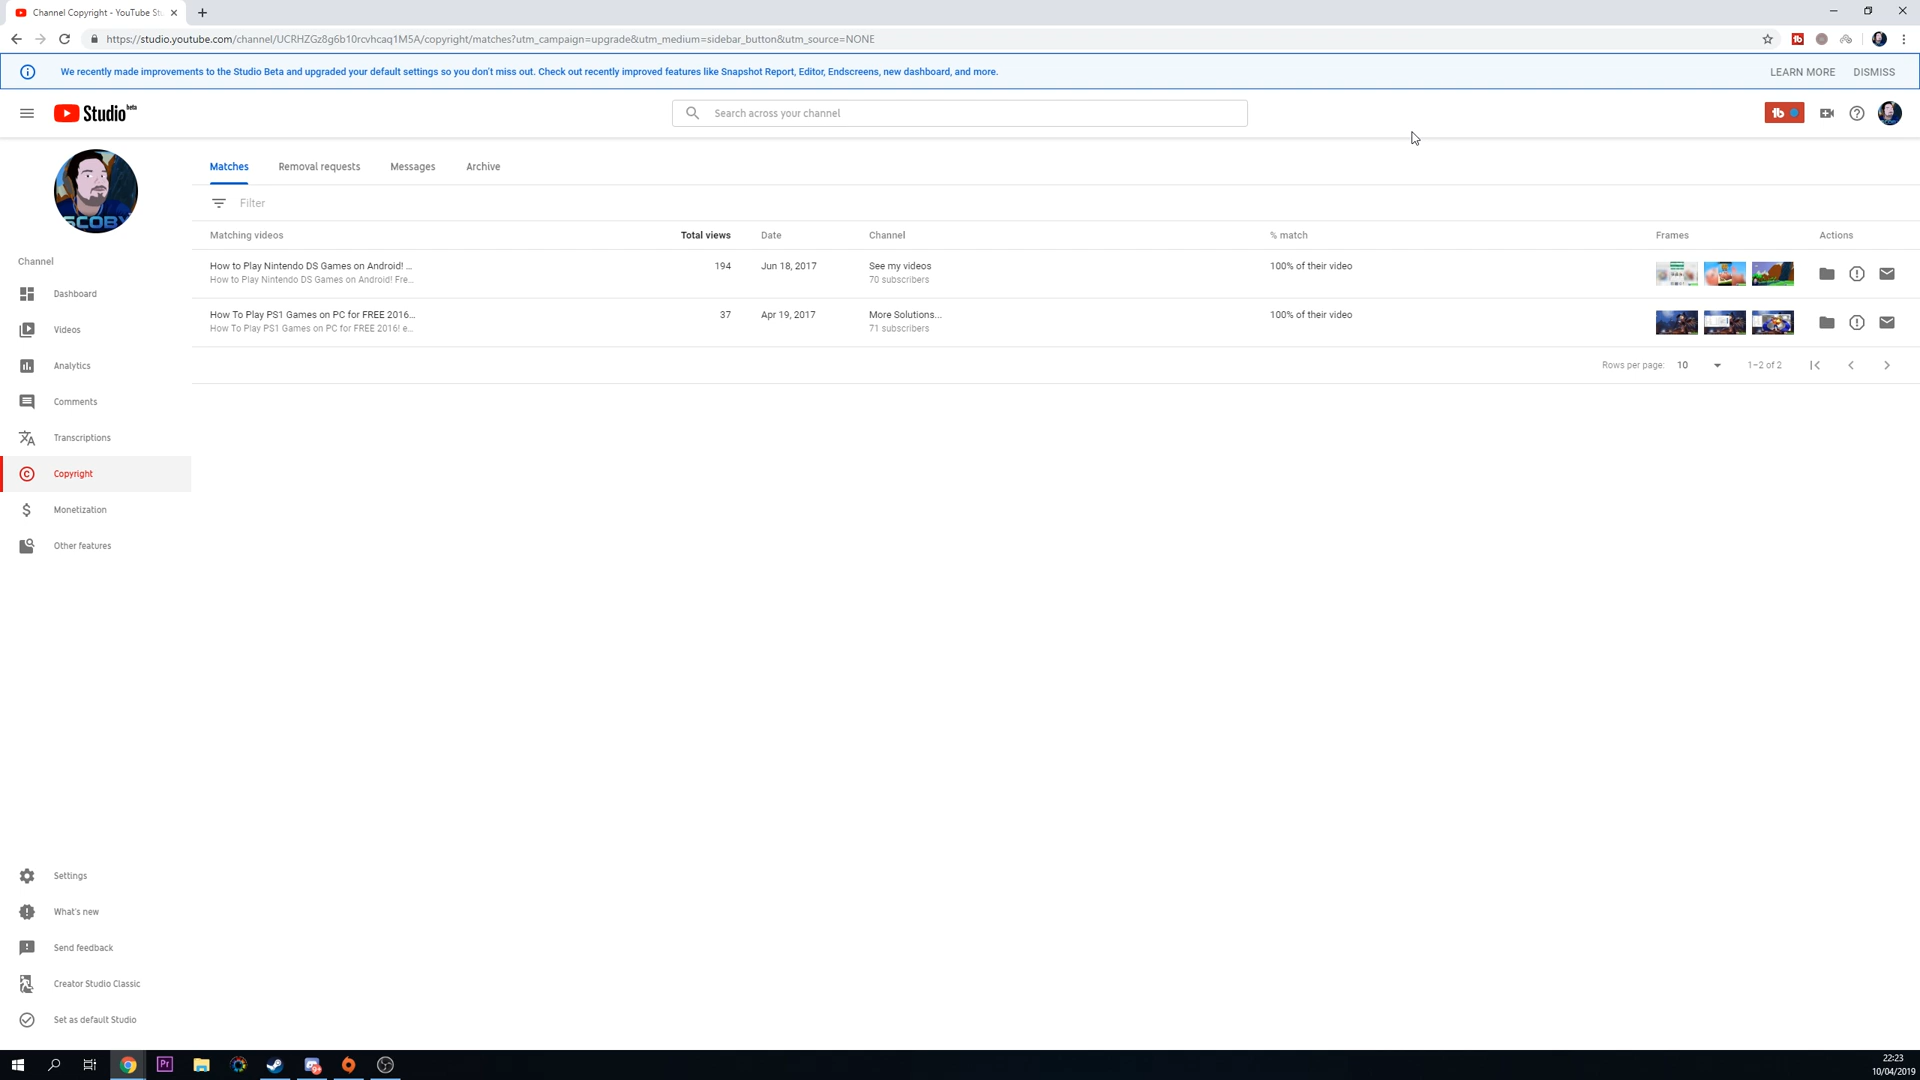 Channel Copyright - YouTube Stu
https://studio.youtube.com/channel/UCRHZGz8g6b10rcvhcaq1M5A/copyright/matches?utm_campaign=upgrade&utm_medium=sidebar_button&utm_source=NONE
We recently made improvements to the Studio Beta and upgraded your default settings so you don't miss out. Check out recently improved features like Snapshot Report, Editor, Endscreens, new dashboard, and more.
LEARN MORE
DISMISS
Studio beta
Search across your channel
tb
SCOBY
Matches
Removal requests
Messages
Archive
Filter
Matching videos
Total views
Date
Channel
% match
Frames
Actions
How to Play Nintendo DS Games on Android! ...
How to Play Nintendo DS Games on Android! Fre...
194
Jun 18, 2017
See my videos
70 subscribers
100% of their video
How To Play PS1 Games on PC for FREE 2016...
How To Play PS1 Games on PC for FREE 2016! e...
37
Apr 19, 2017
More Solutions...
71 subscribers
100% of their video
Rows per page:
10
1–2 of 2
Channel
Dashboard
Videos
Analytics
Comments
Transcriptions
Copyright
Monetization
Other features
Settings
What's new
Send feedback
Creator Studio Classic
Set as default Studio
Pr
22:23
10/04/2019